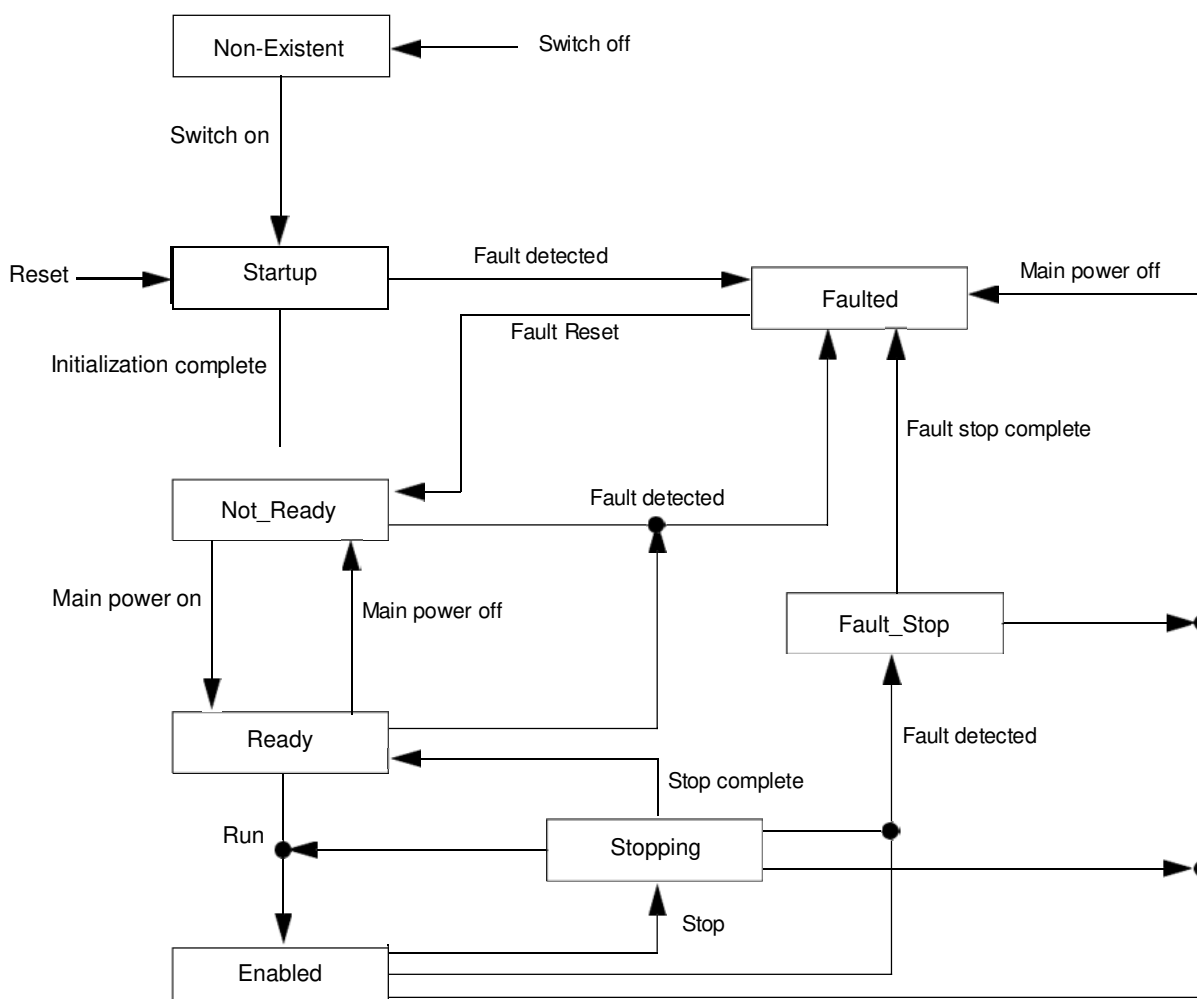 Non-Existent
Switch off
Switch on
Fault detected
Reset
Startup
Main power off
Faulted
Fault Reset
Initialization complete
Fault stop complete
Not_Ready
Fault detected
Main power on
Main power off
Fault_Stop
Ready
Fault detected
Stop complete
Run
Stopping
Stop
Enabled